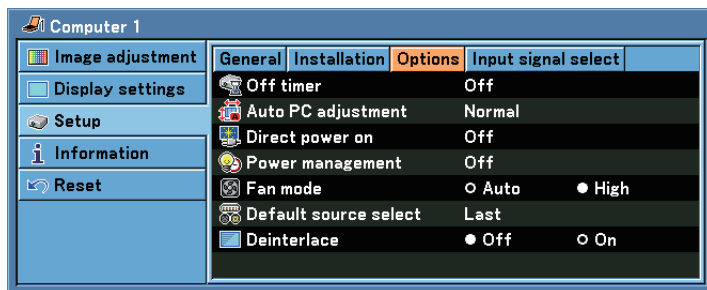 Computer 1
Image adjustment
Display settings
Setup
Information
Reset
General Installation Options Input signal select
Off timer Off
Auto PC adjustment Normal
Direct power on Off
Power management Off
Fan mode Auto High
Default source select Last
Deinterlace Off On